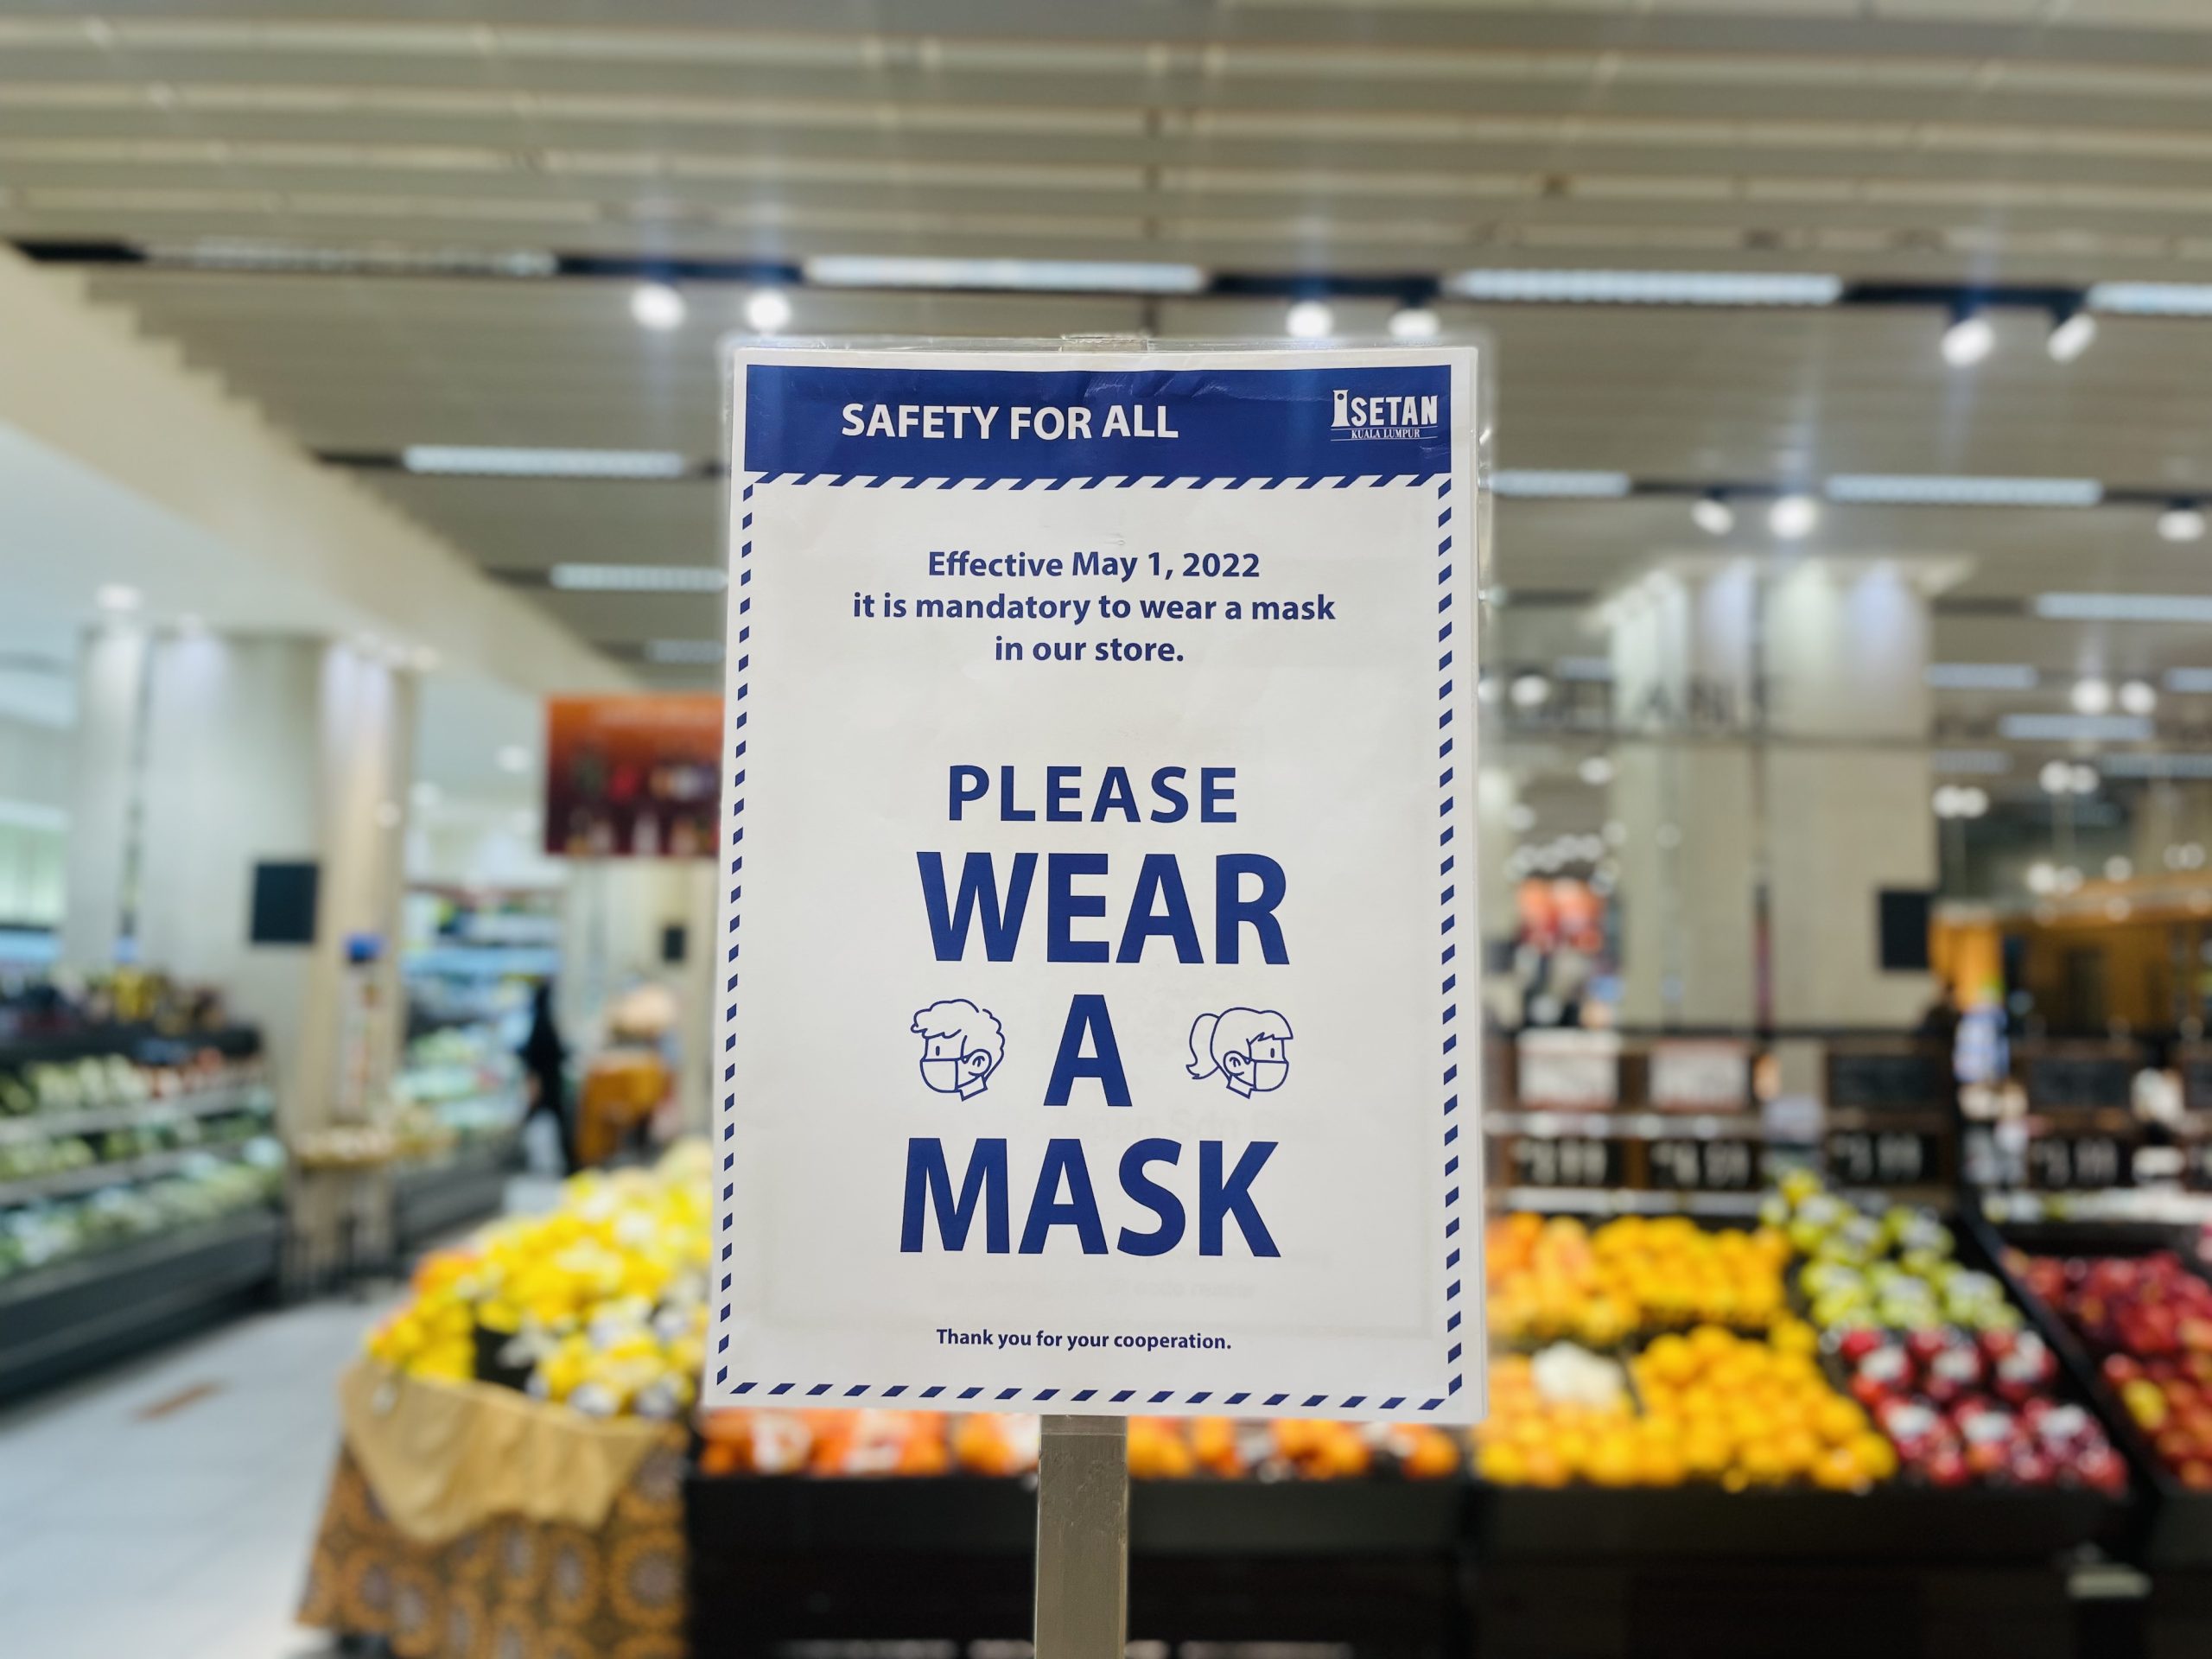 SAFETY FOR ALL
ISETAN
KUALA LUMPUR
Effective May 1, 2022
it is mandatory to wear a mask
in our store.
PLEASE
WEAR
A
MASK
Thank you for your cooperation.